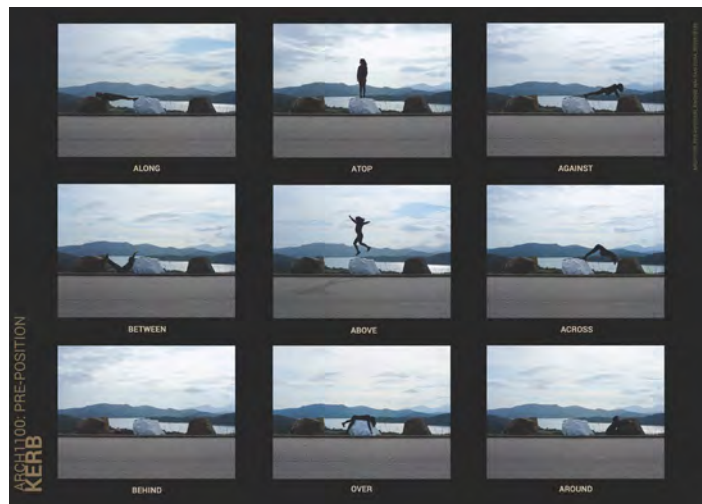 ALONG
ATOP
AGAINST
BETWEEN
ABOVE
ACROSS
BEHIND
OVER
AROUND
ARCH1100: PRE-POSITION
KERB